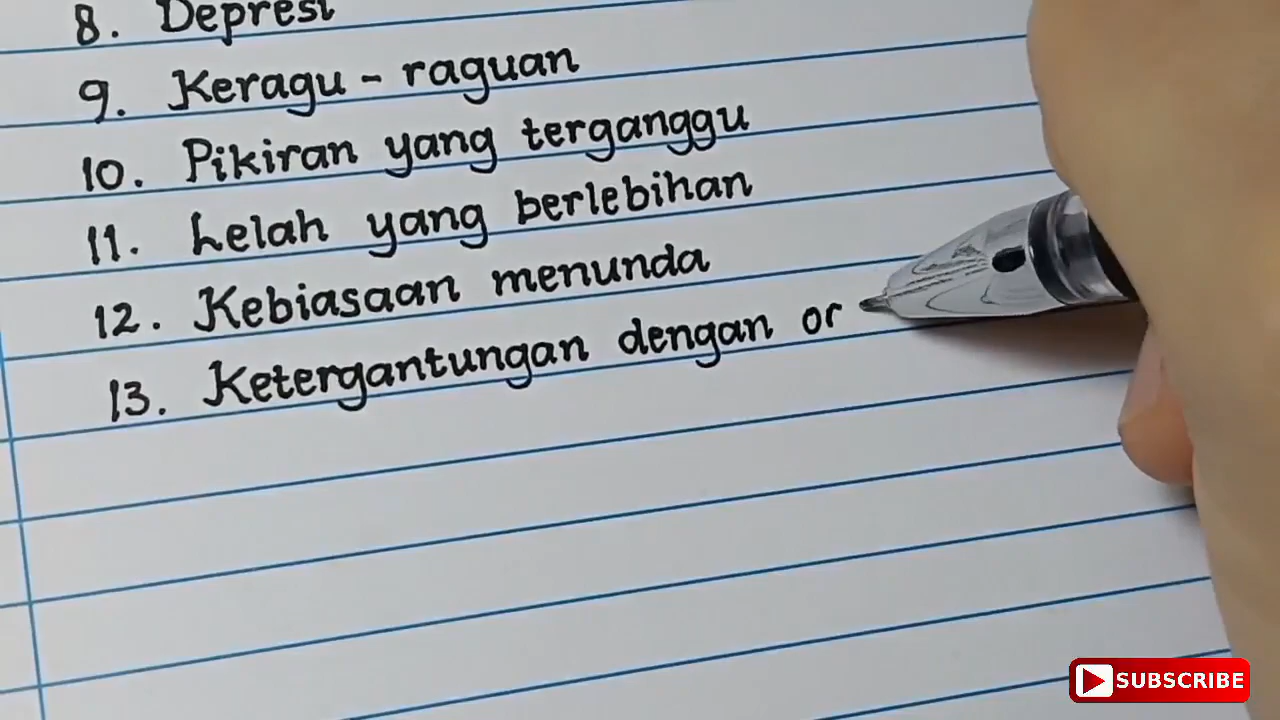 8. Depresi
9. Keragu - raguan
10. Pikiran yang terganggu
11. Lelah yang berlebihan
12. Kebiasaan menunda
13. Ketergantungan dengan or
SUBSCRIBE